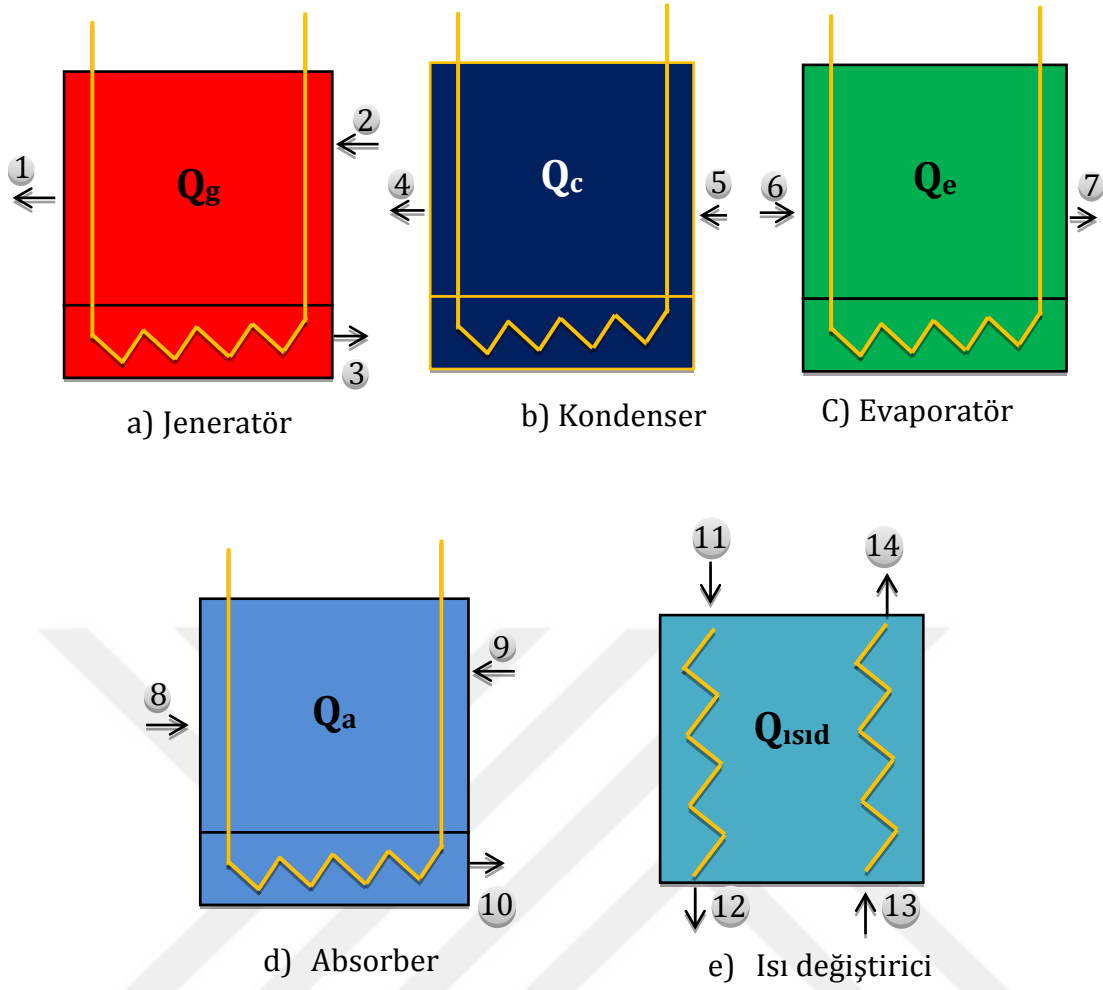 1
Qg
2
3
4
Qc
5
6
Qe
7
a) Jeneratör
b) Kondenser
C) Evaporatör
8
Qa
9
10
11
14
Qısıd
12
13
d) Absorber
e) Isı değiştirici